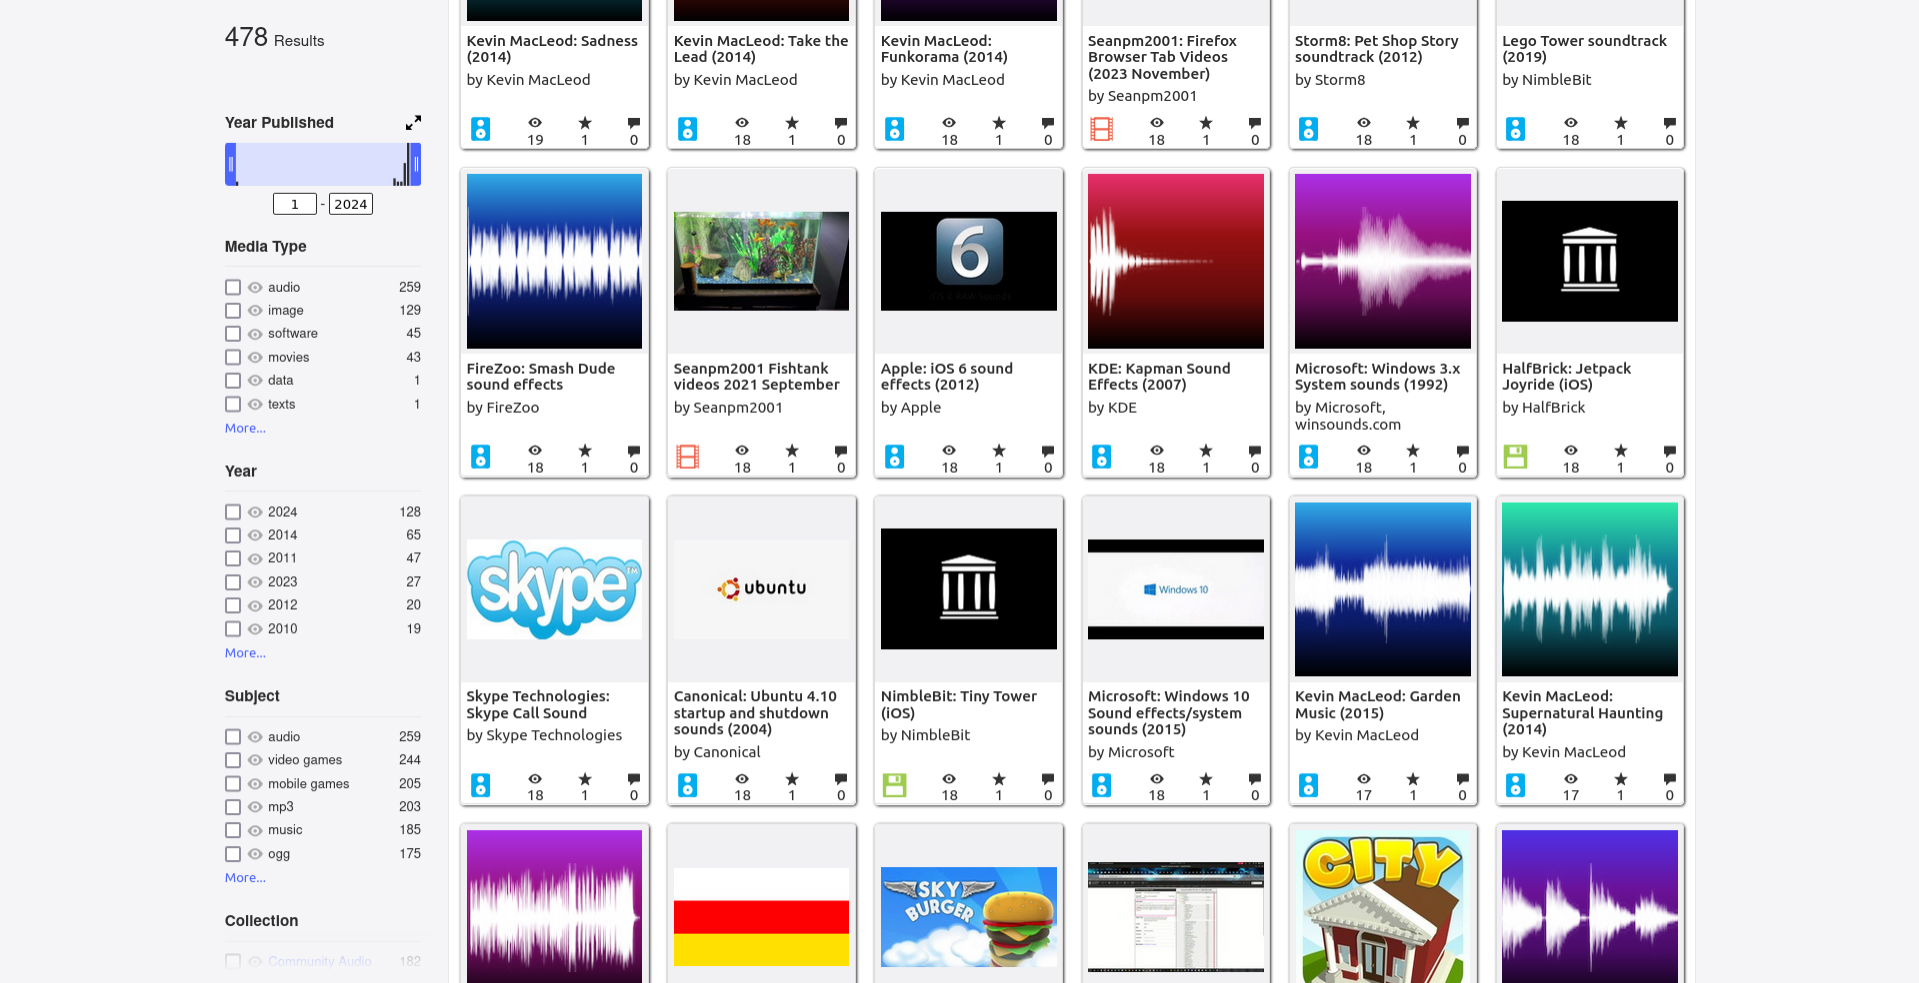 478 Results
Year Published
1 - 2024
Media Type
audio 259
image 129
software 45
movies 43
data 1
texts 1
More...
Year
2024 128
2014 65
2011 47
2023 27
2012 20
2010 19
More...
Subject
audio 259
video games 244
mobile games 205
mp3 203
music 185
ogg 175
More...
Collection
Community Audio 182
Kevin MacLeod: Sadness
(2014)
by Kevin MacLeod
19 1 0
Kevin MacLeod: Take the
Lead (2014)
by Kevin MacLeod
18 1 0
Kevin MacLeod:
Funkorama (2014)
by Kevin MacLeod
18 1 0
Seanpm2001: Firefox
Browser Tab Videos
(2023 November)
by Seanpm2001
18 1 0
Storm8: Pet Shop Story
soundtrack (2012)
by Storm8
18 1 0
Lego Tower soundtrack
(2019)
by NimbleBit
18 1 0
FireZoo: Smash Dude
sound effects
by FireZoo
18 1 0
Seanpm2001 Fishtank
videos 2021 September
by Seanpm2001
18 1 0
6
iOS 6 RAW Sounds
Apple: iOS 6 sound
effects (2012)
by Apple
18 1 0
KDE: Kapman Sound
Effects (2007)
by KDE
18 1 0
Microsoft: Windows 3.x
System sounds (1992)
by Microsoft,
winsounds.com
18 1 0
HalfBrick: Jetpack
Joyride (iOS)
by HalfBrick
18 1 0
skype™
Skype Technologies:
Skype Call Sound
by Skype Technologies
18 1 0
ubuntu
Canonical: Ubuntu 4.10
startup and shutdown
sounds (2004)
by Canonical
18 1 0
NimbleBit: Tiny Tower
(iOS)
by NimbleBit
18 1 0
Windows 10
Microsoft: Windows 10
Sound effects/system
sounds (2015)
by Microsoft
18 1 0
Kevin MacLeod: Garden
Music (2015)
by Kevin MacLeod
17 1 0
Kevin MacLeod:
Supernatural Haunting
(2014)
by Kevin MacLeod
17 1 0
SKY
BURGER
CITY